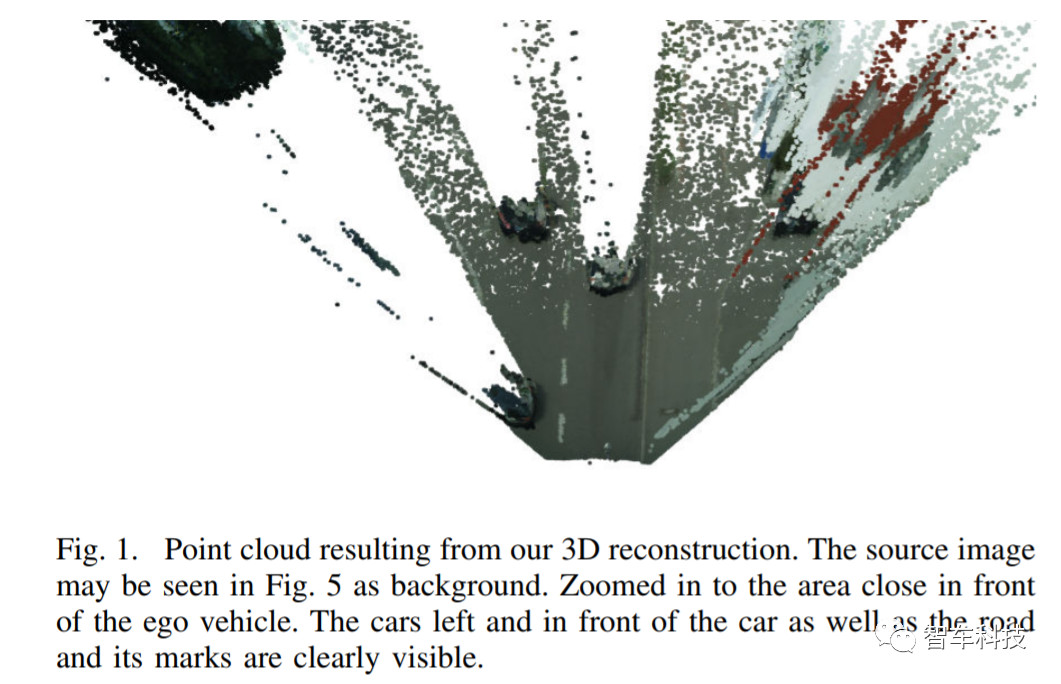 Fig. 1. Point cloud resulting from our 3D reconstruction. The source image
may be seen in Fig. 5 as background. Zoomed in to the area close in front
of the ego vehicle. The cars left and in front of the car as well as the road
and its marks are clearly visible.
智车科技